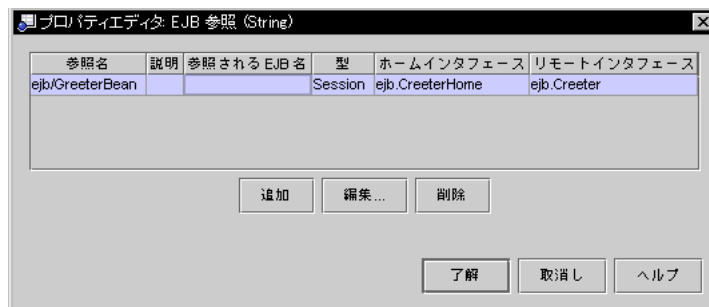 プロパティエディタ: EJB 参照 (String)
参照名 説明 参照される EJB 名 型 ホームインタフェース リモートインタフェース
ejb/GreeterBean Session ejb.CreeterHome ejb.Creeter
追加 編集... 削除
了解 取消し ヘルプ